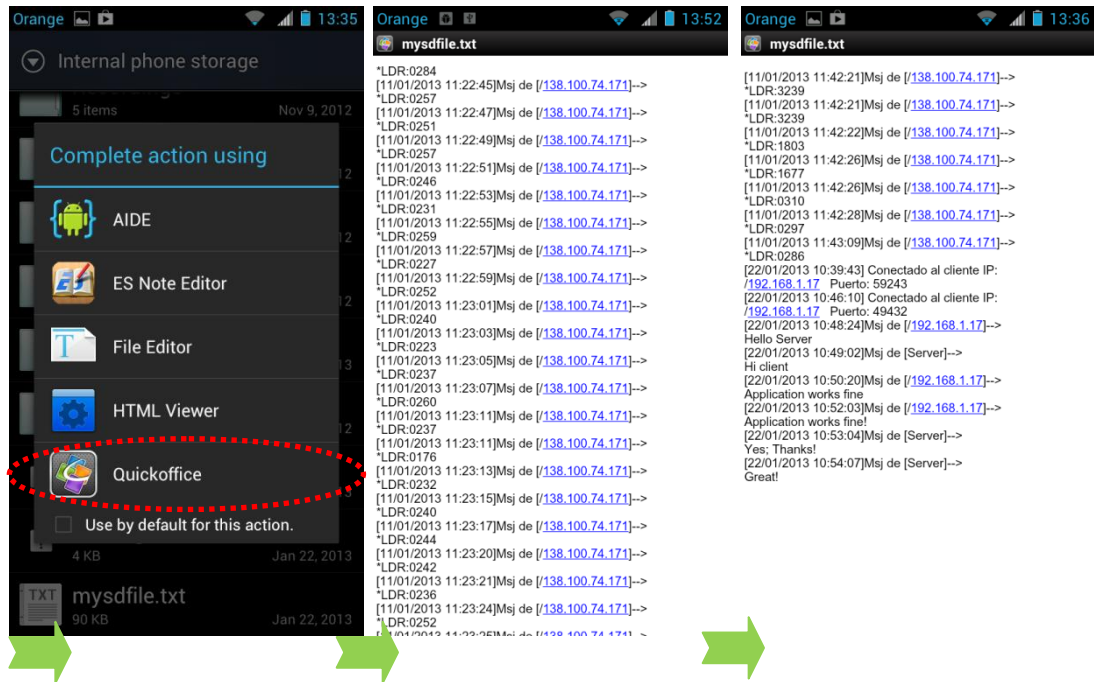 Orange 13:35
Internal phone storage
5 items Nov 9, 2012
Complete action using
AIDE
ES Note Editor
File Editor
HTML Viewer
Quickoffice
Use by default for this action.
4 KB Jan 22, 2013
TXT mysdfile.txt
90 KB Jan 22, 2013
Orange 13:52
mysdfile.txt
*LDR:0284
[11/01/2013 11:22:45]Msj de [/138.100.74.171]-->
*LDR:0257
[11/01/2013 11:22:47]Msj de [/138.100.74.171]-->
*LDR:0251
[11/01/2013 11:22:49]Msj de [/138.100.74.171]-->
*LDR:0257
[11/01/2013 11:22:51]Msj de [/138.100.74.171]-->
*LDR:0246
[11/01/2013 11:22:53]Msj de [/138.100.74.171]-->
*LDR:0231
[11/01/2013 11:22:55]Msj de [/138.100.74.171]-->
*LDR:0259
[11/01/2013 11:22:57]Msj de [/138.100.74.171]-->
*LDR:0227
[11/01/2013 11:22:59]Msj de [/138.100.74.171]-->
*LDR:0252
[11/01/2013 11:23:01]Msj de [/138.100.74.171]-->
*LDR:0240
[11/01/2013 11:23:03]Msj de [/138.100.74.171]-->
*LDR:0223
[11/01/2013 11:23:05]Msj de [/138.100.74.171]-->
*LDR:0237
[11/01/2013 11:23:07]Msj de [/138.100.74.171]-->
*LDR:0260
[11/01/2013 11:23:11]Msj de [/138.100.74.171]-->
*LDR:0237
[11/01/2013 11:23:11]Msj de [/138.100.74.171]-->
*LDR:0176
[11/01/2013 11:23:13]Msj de [/138.100.74.171]-->
*LDR:0232
[11/01/2013 11:23:15]Msj de [/138.100.74.171]-->
*LDR:0240
[11/01/2013 11:23:17]Msj de [/138.100.74.171]-->
*LDR:0244
[11/01/2013 11:23:20]Msj de [/138.100.74.171]-->
*LDR:0242
[11/01/2013 11:23:21]Msj de [/138.100.74.171]-->
*LDR:0236
[11/01/2013 11:23:24]Msj de [/138.100.74.171]-->
*LDR:0252
[11/01/2013 11:23:25]Msj de [/138.100.74.171]-->
Orange 13:36
mysdfile.txt
[11/01/2013 11:42:21]Msj de [/138.100.74.171]-->
*LDR:3239
[11/01/2013 11:42:21]Msj de [/138.100.74.171]-->
*LDR:3239
[11/01/2013 11:42:22]Msj de [/138.100.74.171]-->
*LDR:1803
[11/01/2013 11:42:26]Msj de [/138.100.74.171]-->
*LDR:1677
[11/01/2013 11:42:26]Msj de [/138.100.74.171]-->
*LDR:0310
[11/01/2013 11:42:28]Msj de [/138.100.74.171]-->
*LDR:0297
[11/01/2013 11:43:09]Msj de [/138.100.74.171]-->
*LDR:0286
[22/01/2013 10:39:43] Conectado al cliente IP:
/192.168.1.17 Puerto: 59243
[22/01/2013 10:46:10] Conectado al cliente IP:
/192.168.1.17 Puerto: 49432
[22/01/2013 10:48:24]Msj de [/192.168.1.17]-->
Hello Server
[22/01/2013 10:49:02]Msj de [Server]-->
Hi client
[22/01/2013 10:50:20]Msj de [/192.168.1.17]-->
Application works fine
[22/01/2013 10:52:03]Msj de [/192.168.1.17]-->
Application works fine!
[22/01/2013 10:53:04]Msj de [Server]-->
Yes; Thanks!
[22/01/2013 10:54:07]Msj de [Server]-->
Great!